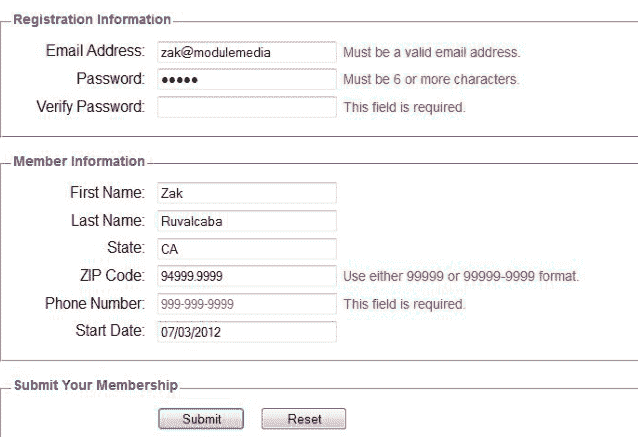 Registration Information
Email Address: zak@modulemedia Must be a valid email address.
Password: ●●●●● Must be 6 or more characters.
Verify Password: This field is required.
Member Information
First Name: Zak
Last Name: Ruvalcaba
State: CA
ZIP Code: 94999.9999 Use either 99999 or 99999-9999 format.
Phone Number: 999-999-9999 This field is required.
Start Date: 07/03/2012
Submit Your Membership
Submit Reset